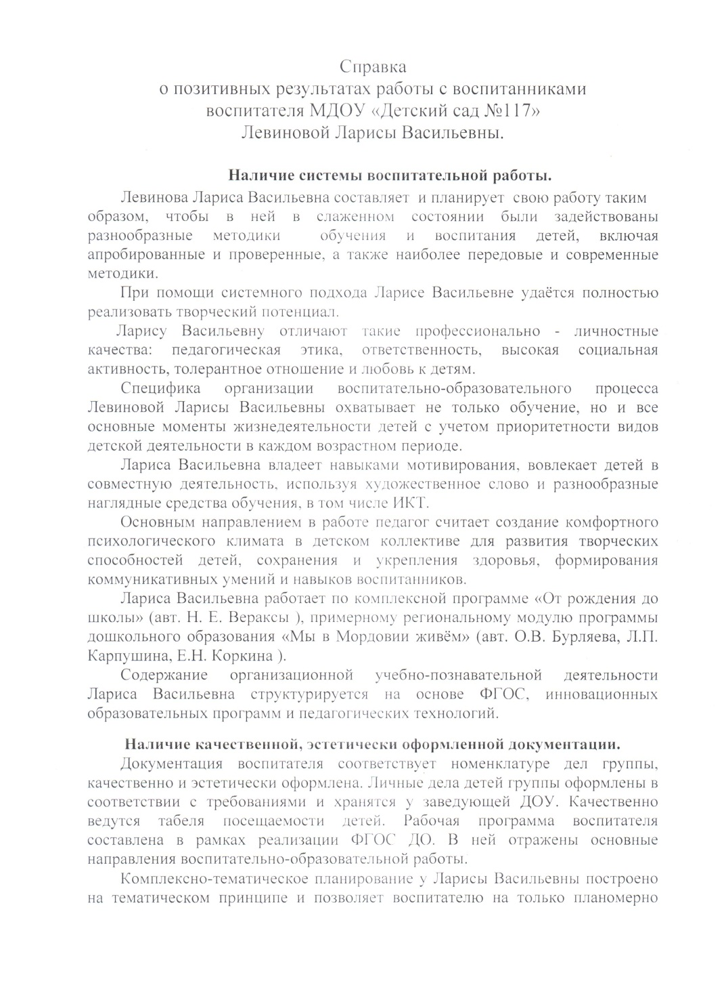 Справка
о позитивных результатах работы с воспитанниками
воспитателя МДОУ «Детский сад №117»
Левиновой Ларисы Васильевны.
Наличие системы воспитательной работы.
Левинова Лариса Васильевна составляет и планирует свою работу таким
образом, чтобы в ней в слаженном состоянии были задействованы
разнообразные методики обучения и воспитания детей, включая
апробированные и проверенные, а также наиболее передовые и современные
методики.
При помощи системного подхода Ларисе Васильевне удаётся полностью
реализовать творческий потенциал.
Ларису Васильевну отличают такие профессионально - личностные
качества: педагогическая этика, ответственность, высокая социальная
активность, толерантное отношение и любовь к детям.
Специфика организации воспитательно-образовательного процесса
Левиновой Ларисы Васильевны охватывает не только обучение, но и все
основные моменты жизнедеятельности детей с учетом приоритетности видов
детской деятельности в каждом возрастном периоде.
Лариса Васильевна владеет навыками мотивирования, вовлекает детей в
совместную деятельность, используя художественное слово и разнообразные
наглядные средства обучения, в том числе ИКТ.
Основным направлением в работе педагог считает создание комфортного
психологического климата в детском коллективе для развития творческих
способностей детей, сохранения и укрепления здоровья, формирования
коммуникативных умений и навыков воспитанников.
Лариса Васильевна работает по комплексной программе «От рождения до
школы» (авт. Н. Е. Вераксы ), примерному региональному модулю программы
дошкольного образования «Мы в Мордовии живём» (авт. О.В. Бурляева, Л.П.
Карпушина, Е.Н. Коркина ).
Содержание организационной учебно-познавательной деятельности
Лариса Васильевна структурируется на основе ФГОС, инновационных
образовательных программ и педагогических технологий.
Наличие качественной, эстетически оформленной документации.
Документация воспитателя соответствует номенклатуре дел группы,
качественно и эстетически оформлена. Личные дела детей группы оформлены в
соответствии с требованиями и хранятся у заведующей ДОУ. Качественно
ведутся табеля посещаемости детей. Рабочая программа воспитателя
составлена в рамках реализации ФГОС ДО. В ней отражены основные
направления воспитательно-образовательной работы.
Комплексно-тематическое планирование у Ларисы Васильевны построено
на тематическом принципе и позволяет воспитателю на только планомерно